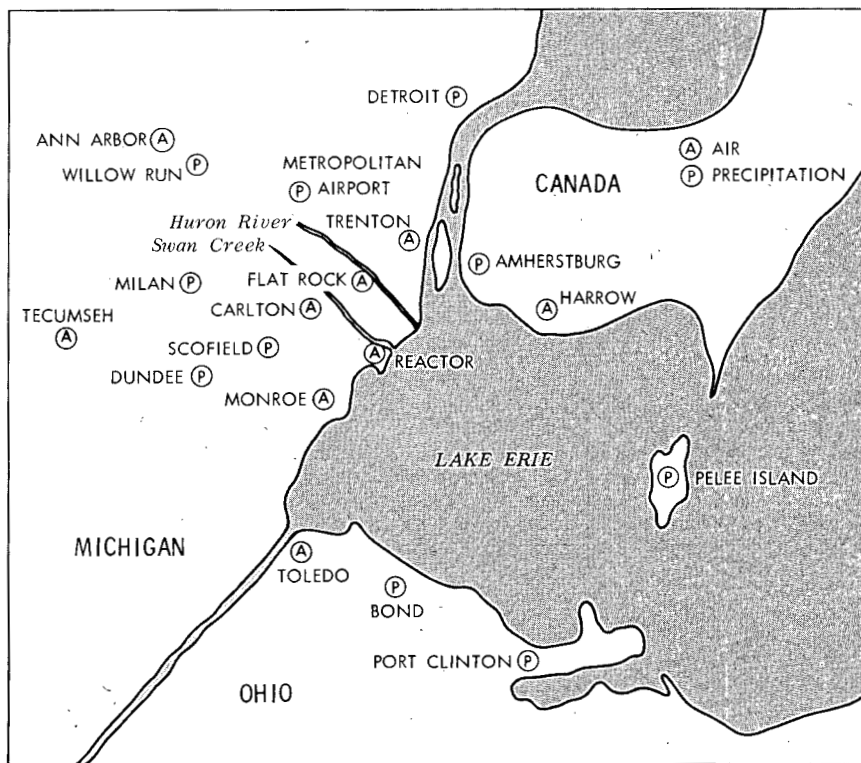 DETROIT Ⓟ
ANN ARBOR Ⓐ
Ⓐ AIR
WILLOW RUN Ⓟ
METROPOLITAN
Ⓟ AIRPORT
CANADA
Ⓟ PRECIPITATION
Huron River
TRENTON
Ⓐ
Swan Creek
Ⓟ AMHERSTBURG
MILAN Ⓟ
FLAT ROCK Ⓐ
HARROW
Ⓐ
CARLTON Ⓐ
TECUMSEH
Ⓐ
SCOFIELD Ⓟ
Ⓐ REACTOR
DUNDEE Ⓟ
MONROE Ⓐ
LAKE ERIE
Ⓟ PELEE ISLAND
MICHIGAN
Ⓐ
TOLEDO
Ⓟ
BOND
PORT CLINTON Ⓟ
OHIO